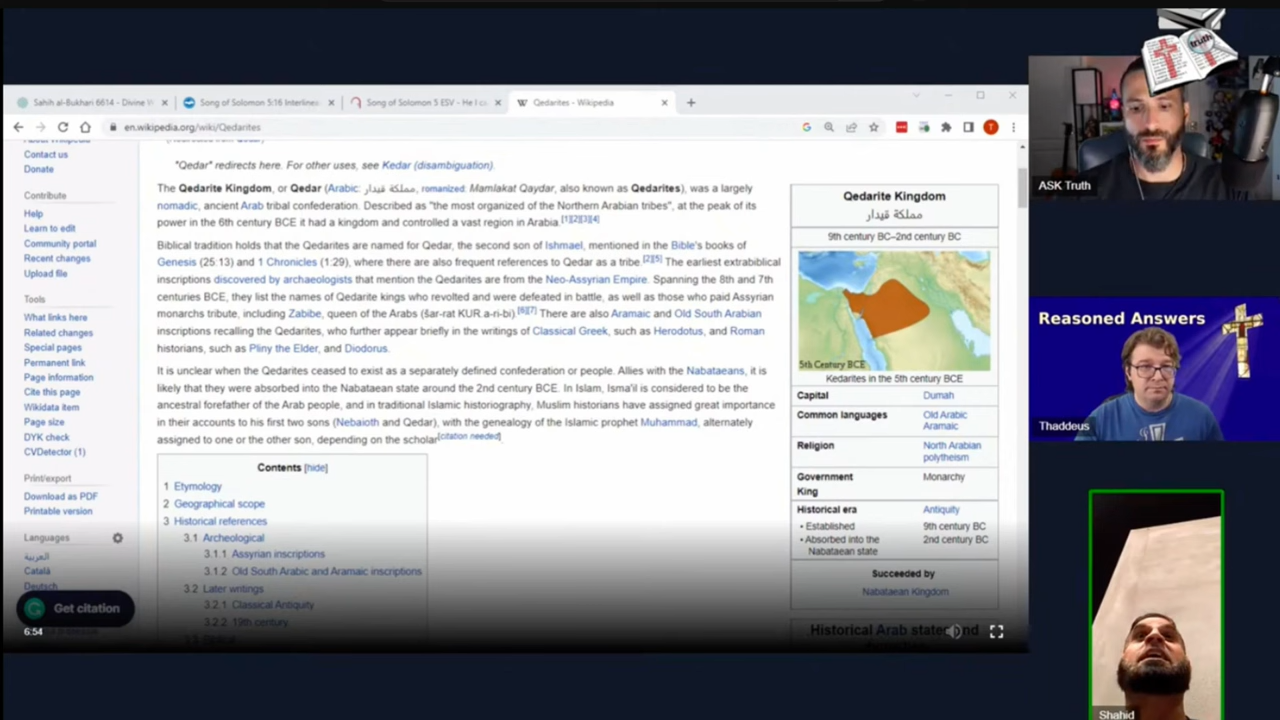 Sahih al-Bukhari 6614 - Divine W
Song of Solomon 5:16 Interlinea
Song of Solomon 5 ESV - He I ca
Qedarites - Wikipedia
en.wikipedia.org/wiki/Qedarites
T
About Wikipedia
Contact us
Donate
Contribute
Help
Learn to edit
Community portal
Recent changes
Upload file
Tools
What links here
Related changes
Special pages
Permanent link
Page information
Cite this page
Wikidata item
Page size
DYK check
CVDetector (1)
Print/export
Download as PDF
Printable version
Languages
العربية
Català
Deutsch
"Qedar" redirects here. For other uses, see Kedar (disambiguation).
The Qedarite Kingdom, or Qedar (Arabic: مملكة قيدار, romanized: Mamlakat Qaydar, also known as Qedarites), was a largely
nomadic, ancient Arab tribal confederation. Described as "the most organized of the Northern Arabian tribes", at the peak of its
power in the 6th century BCE it had a kingdom and controlled a vast region in Arabia.[1][2][3][4]
Biblical tradition holds that the Qedarites are named for Qedar, the second son of Ishmael, mentioned in the Bible's books of
Genesis (25:13) and 1 Chronicles (1:29), where there are also frequent references to Qedar as a tribe.[2][5] The earliest extrabiblical
inscriptions discovered by archaeologists that mention the Qedarites are from the Neo-Assyrian Empire. Spanning the 8th and 7th
centuries BCE, they list the names of Qedarite kings who revolted and were defeated in battle, as well as those who paid Assyrian
monarchs tribute, including Zabibe, queen of the Arabs (šar-rat KUR.a-ri-bi).[6][7] There are also Aramaic and Old South Arabian
inscriptions recalling the Qedarites, who further appear briefly in the writings of Classical Greek, such as Herodotus, and Roman
historians, such as Pliny the Elder, and Diodorus.
It is unclear when the Qedarites ceased to exist as a separately defined confederation or people. Allies with the Nabataeans, it is
likely that they were absorbed into the Nabataean state around the 2nd century BCE. In Islam, Isma'il is considered to be the
ancestral forefather of the Arab people, and in traditional Islamic historiography, Muslim historians have assigned great importance
in their accounts to his first two sons (Nebaioth and Qedar), with the genealogy of the Islamic prophet Muhammad, alternately
assigned to one or the other son, depending on the scholar[citation needed]
Contents [hide]
1 Etymology
2 Geographical scope
3 Historical references
3.1 Archeological
3.1.1 Assyrian inscriptions
3.1.2 Old South Arabic and Aramaic inscriptions
3.2 Later writings
3.2.1 Classical Antiquity
3.2.2 19th century
3.3 Biblical
Qedarite Kingdom
مملكة قيدار
9th century BC–2nd century BC
5th Century BCE
Kedarites in the 5th century BCE
Capital Dumah
Common languages Old Arabic
Aramaic
Religion North Arabian
polytheism
Government Monarchy
King
Historical era Antiquity
• Established 9th century BC
• Absorbed into the 2nd century BC
Nabataean state
Succeeded by
Nabataean Kingdom
Historical Arab states and
Get citation
6:54
truth
ASK Truth
Reasoned Answers
Thaddeus
Shahid